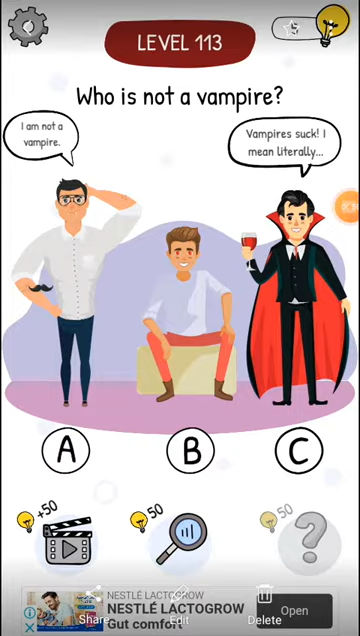 LEVEL 113
Who is not a vampire?
I am not a
vampire.
Vampires suck! I
mean literally...
A
B
C
+50
50
50
?
NESTLÉ LACTOGROW
NESTLÉ LACTOGROW
Gut comfort
Open
Share
Edit
Delete